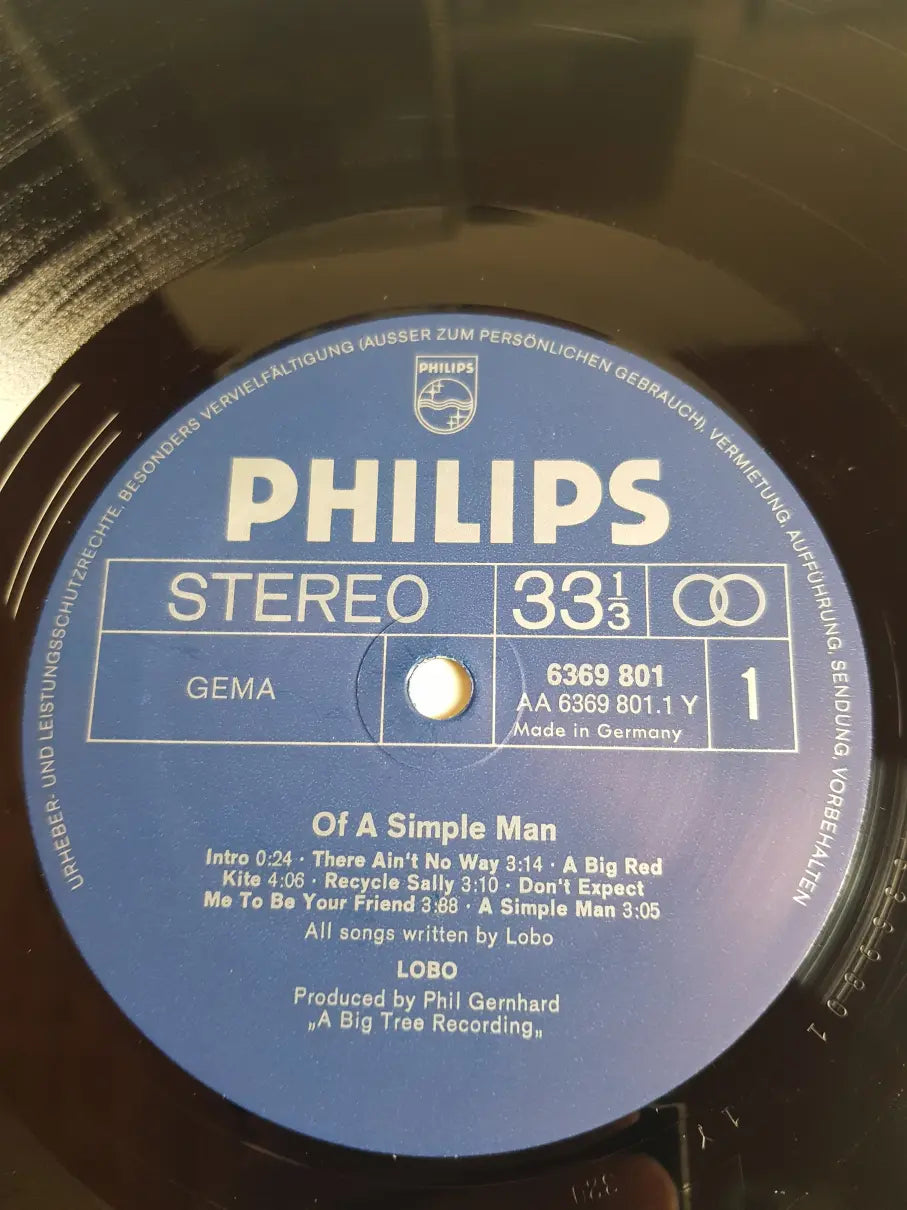 URHEBER- UND LEISTUNGSSCHUTZRECHTE, BESONDERS VERVIELFÄLTIGUNG (AUSSER ZUM PERSÖNLICHEN GEBRAUCH), VERMIETUNG, AUFFÜHRUNG, SENDUNG, VORBEHALTEN
PHILIPS
PHILIPS
STEREO 33 1/3
GEMA 6369 801 1
AA 6369 801.1 Y
Made in Germany
Of A Simple Man
Intro 0:24 · There Ain't No Way 3:14 · A Big Red
Kite 4:06 · Recycle Sally 3:10 · Don't Expect
Me To Be Your Friend 3:88 · A Simple Man 3:05
All songs written by Lobo
LOBO
Produced by Phil Gernhard
„A Big Tree Recording„
1 Y